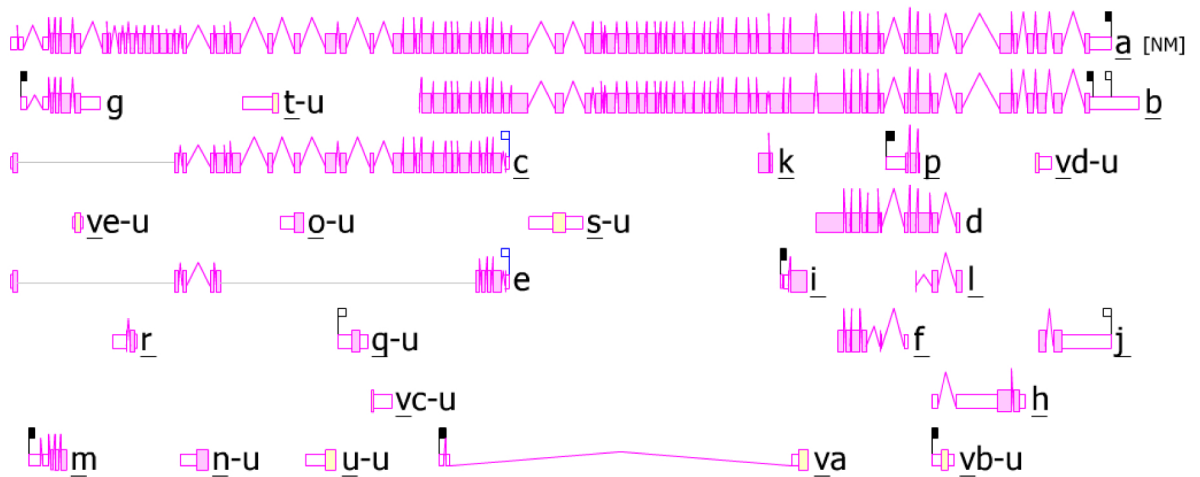 a [NM]
g t-u b
c k p vd-u
ve-u o-u s-u d
e i l
r q-u f j
vc-u h
m n-u u-u va vb-u